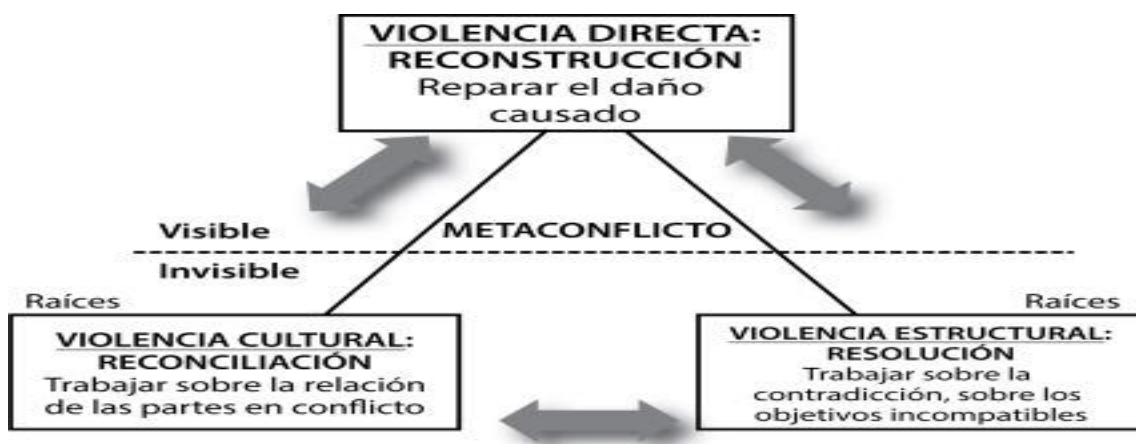 VIOLENCIA DIRECTA:
RECONSTRUCCIÓN
Reparar el daño
causado
Visible
METACONFLICTO
Invisible
Raíces
Raíces
VIOLENCIA CULTURAL:
RECONCILIACIÓN
Trabajar sobre la relación
de las partes en conflicto
VIOLENCIA ESTRUCTURAL:
RESOLUCIÓN
Trabajar sobre la
contradicción, sobre los
objetivos incompatibles